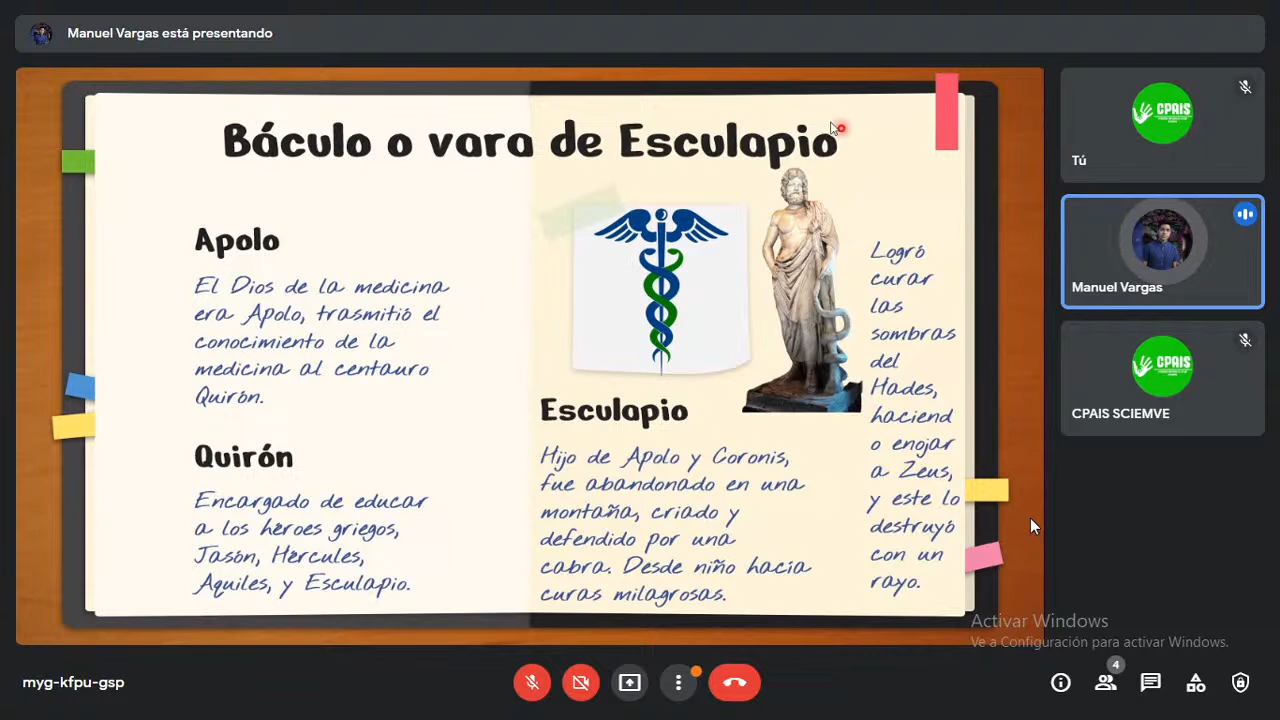 Manuel Vargas está presentando
Báculo o vara de Esculapio
Apolo
El Dios de la medicina
era Apolo, trasmitió el
conocimiento de la
medicina al centauro
Quirón.
Quirón
Encargado de educar
a los héroes griegos,
Jasón, Hércules,
Aquiles, y Esculapio.
Esculapio
Hijo de Apolo y Coronis,
fue abandonado en una
montaña, criado y
defendido por una
cabra. Desde niño hacía
curas milagrosas.
Logró
curar
las
sombras
del
Hades,
haciend
o enojar
a Zeus,
y este lo
destruyó
con un
rayo.
CPAIS
Tú
Manuel Vargas
CPAIS
CPAIS SCIEMVE
Activar Windows
Ve a Configuración para activar Windows.
myg-kfpu-gsp
4